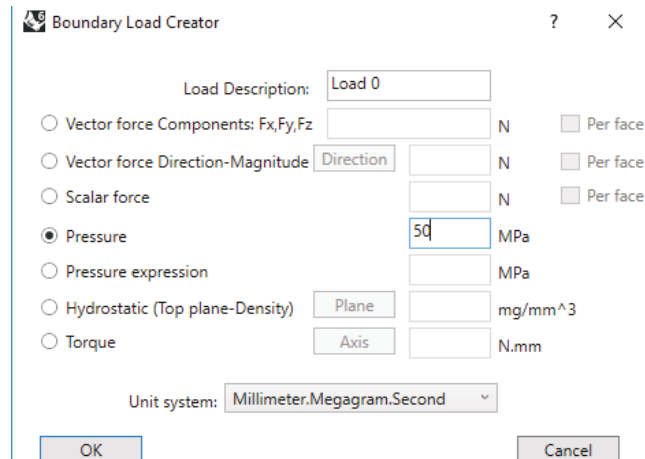 Boundary Load Creator ?
Load Description: Load 0
Vector force Components: Fx,Fy,Fz N Per face
Vector force Direction-Magnitude Direction N Per face
Scalar force N Per face
Pressure 50 MPa
Pressure expression MPa
Hydrostatic (Top plane-Density) Plane mg/mm^3
Torque Axis N.mm
Unit system: Millimeter.Megagram.Second
OK Cancel